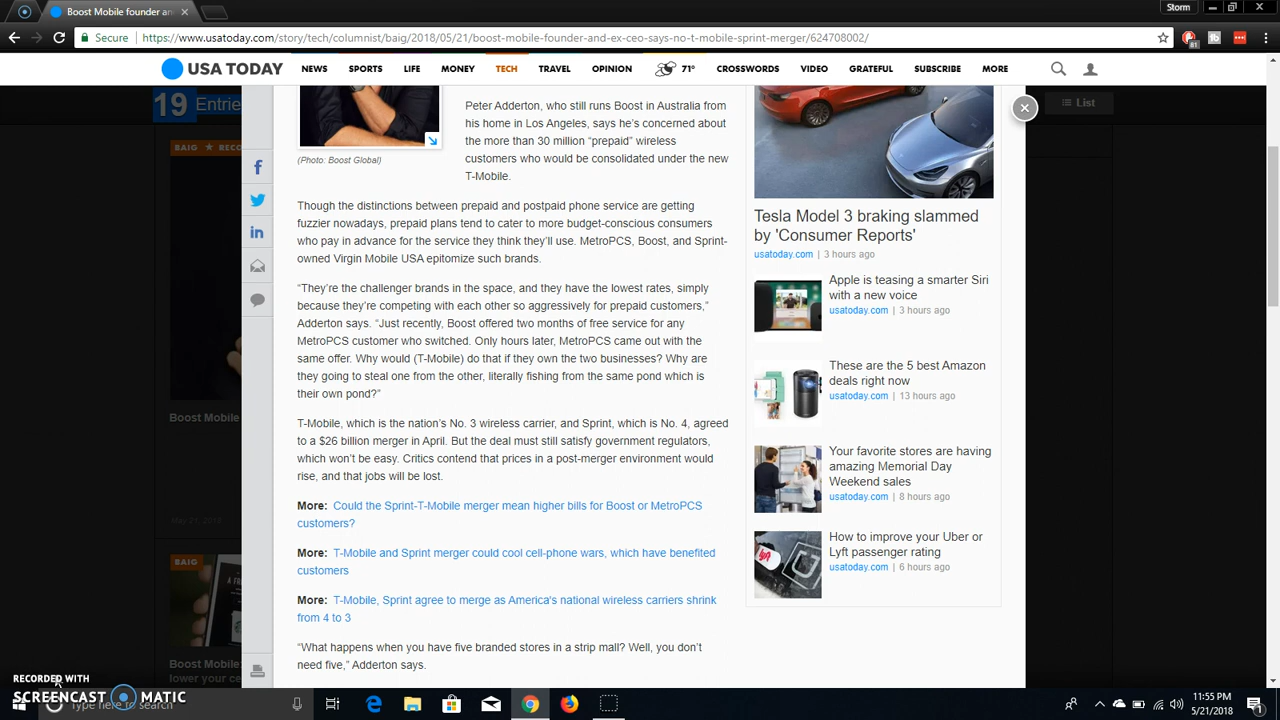 Boost Mobile founder an
Storm
Secure
https://www.usatoday.com/story/tech/columnist/baig/2018/05/21/boost-mobile-founder-and-ex-ceo-says-no-t-mobile-sprint-merger/624708002/
81
USA TODAY
NEWS SPORTS LIFE MONEY TECH TRAVEL OPINION 71° CROSSWORDS VIDEO GRATEFUL SUBSCRIBE MORE
19 Entrie
List
BAIG ★ RECO
Boost Mobile
May 21, 2018
BAIG
Boost Mobile
lower your ce
(Photo: Boost Global)
Peter Adderton, who still runs Boost in Australia from
his home in Los Angeles, says he's concerned about
the more than 30 million “prepaid” wireless
customers who would be consolidated under the new
T-Mobile.
Though the distinctions between prepaid and postpaid phone service are getting
fuzzier nowadays, prepaid plans tend to cater to more budget-conscious consumers
who pay in advance for the service they think they'll use. MetroPCS, Boost, and Sprint-
owned Virgin Mobile USA epitomize such brands.
“They're the challenger brands in the space, and they have the lowest rates, simply
because they're competing with each other so aggressively for prepaid customers,”
Adderton says. “Just recently, Boost offered two months of free service for any
MetroPCS customer who switched. Only hours later, MetroPCS came out with the
same offer. Why would (T-Mobile) do that if they own the two businesses? Why are
they going to steal one from the other, literally fishing from the same pond which is
their own pond?”
T-Mobile, which is the nation's No. 3 wireless carrier, and Sprint, which is No. 4, agreed
to a $26 billion merger in April. But the deal must still satisfy government regulators,
which won't be easy. Critics contend that prices in a post-merger environment would
rise, and that jobs will be lost.
More: Could the Sprint-T-Mobile merger mean higher bills for Boost or MetroPCS
customers?
More: T-Mobile and Sprint merger could cool cell-phone wars, which have benefited
customers
More: T-Mobile, Sprint agree to merge as America's national wireless carriers shrink
from 4 to 3
“What happens when you have five branded stores in a strip mall? Well, you don't
need five,” Adderton says.
Tesla Model 3 braking slammed
by 'Consumer Reports'
usatoday.com | 3 hours ago
Apple is teasing a smarter Siri
with a new voice
usatoday.com | 3 hours ago
These are the 5 best Amazon
deals right now
usatoday.com | 13 hours ago
Your favorite stores are having
amazing Memorial Day
Weekend sales
usatoday.com | 8 hours ago
How to improve your Uber or
Lyft passenger rating
usatoday.com | 6 hours ago
RECORDED WITH
SCREENCAST MATIC
Type here to search
11:55 PM
5/21/2018
1